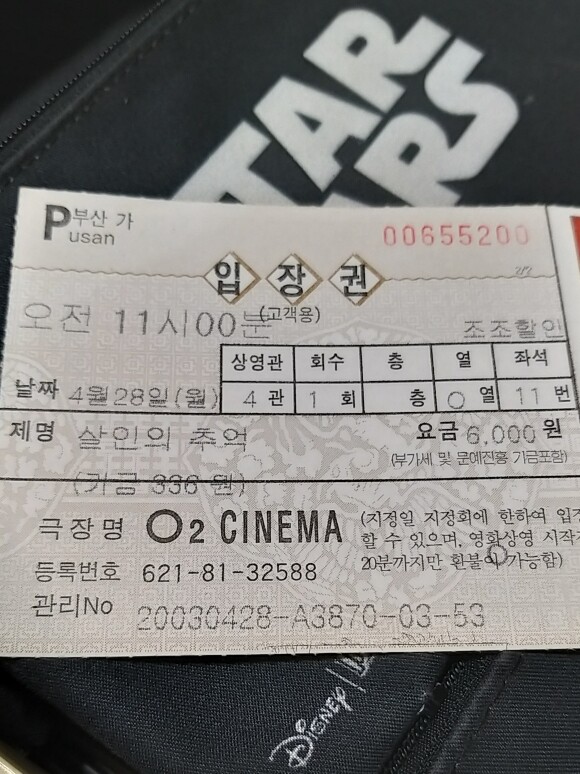 STAR
WARS
P부산 가
usan
00655200
입장권
(고객용)
오전 11시00분
조조할인
상영관 회수 층 열 좌석
날짜 4월28일(월) 4 관 1 회 층 O 열 11 번
제명 살인의 추억
요금 6,000 원
(부가세 및 문예진흥 기금포함)
(기금 336 원)
극장명 O2 CINEMA
(지정일 지정회에 한하여 입장
할 수 있으며, 영화상영 시작
20분까지만 환불이 가능함)
등록번호 621-81-32588
관리No 20030428-A3870-03-53
Disney